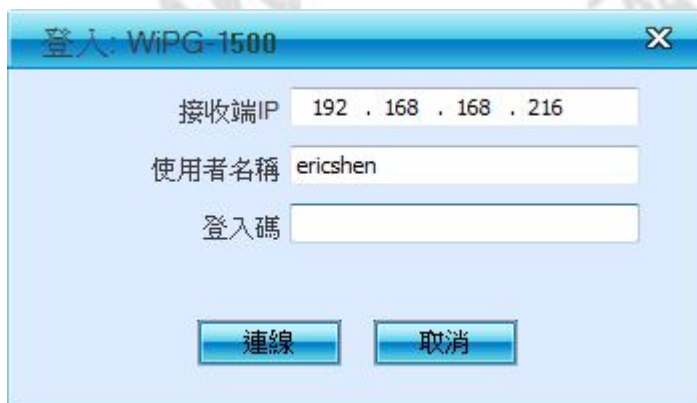 登入: WiPG-1500
接收端IP 192 . 168 . 168 . 216
使用者名稱 ericshen
登入碼
連線 取消